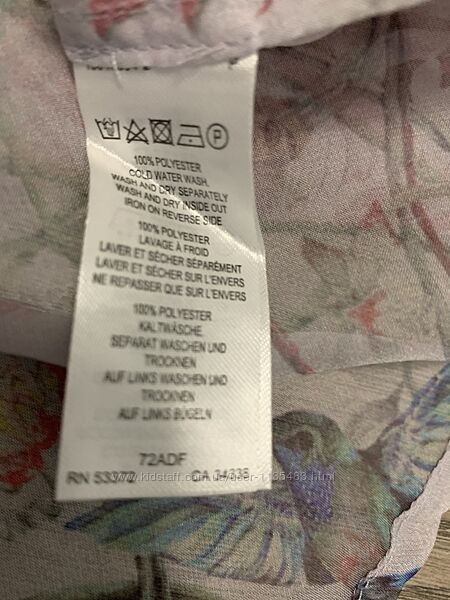 P
100% POLYESTER
COLD WATER WASH,
WASH AND DRY SEPARATELY
WASH AND DRY INSIDE OUT
IRON ON REVERSE SIDE
100% POLYESTER
LAVAGE À FROID
LAVER ET SÉCHER SÉPARÉMENT
LAVER ET SÉCHER SUR L'ENVERS
NE REPASSER QUE SUR L'ENVERS
100% POLYESTER
KALTWÄSCHE
SEPARAT WASCHEN UND
TROCKNEN
AUF LINKS WASCHEN UND
TROCKNEN
AUF LINKS BÜGELN
72ADF
RN CA